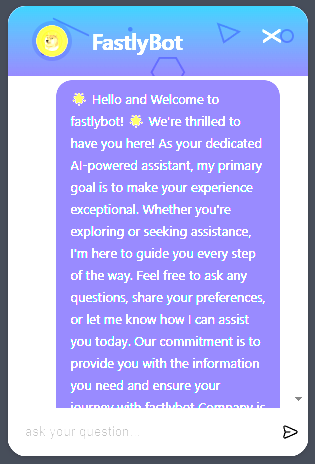 FastlyBot
🌟 Hello and Welcome to
fastlybot! 🌟 We're thrilled to
have you here! As your dedicated
AI-powered assistant, my primary
goal is to make your experience
exceptional. Whether you're
exploring or seeking assistance,
I'm here to guide you every step
of the way. Feel free to ask any
questions, share your preferences,
or let me know how I can assist
you today. Our commitment is to
provide you with the information
you need and ensure your
journey with fastlybot Company is
ask your question...